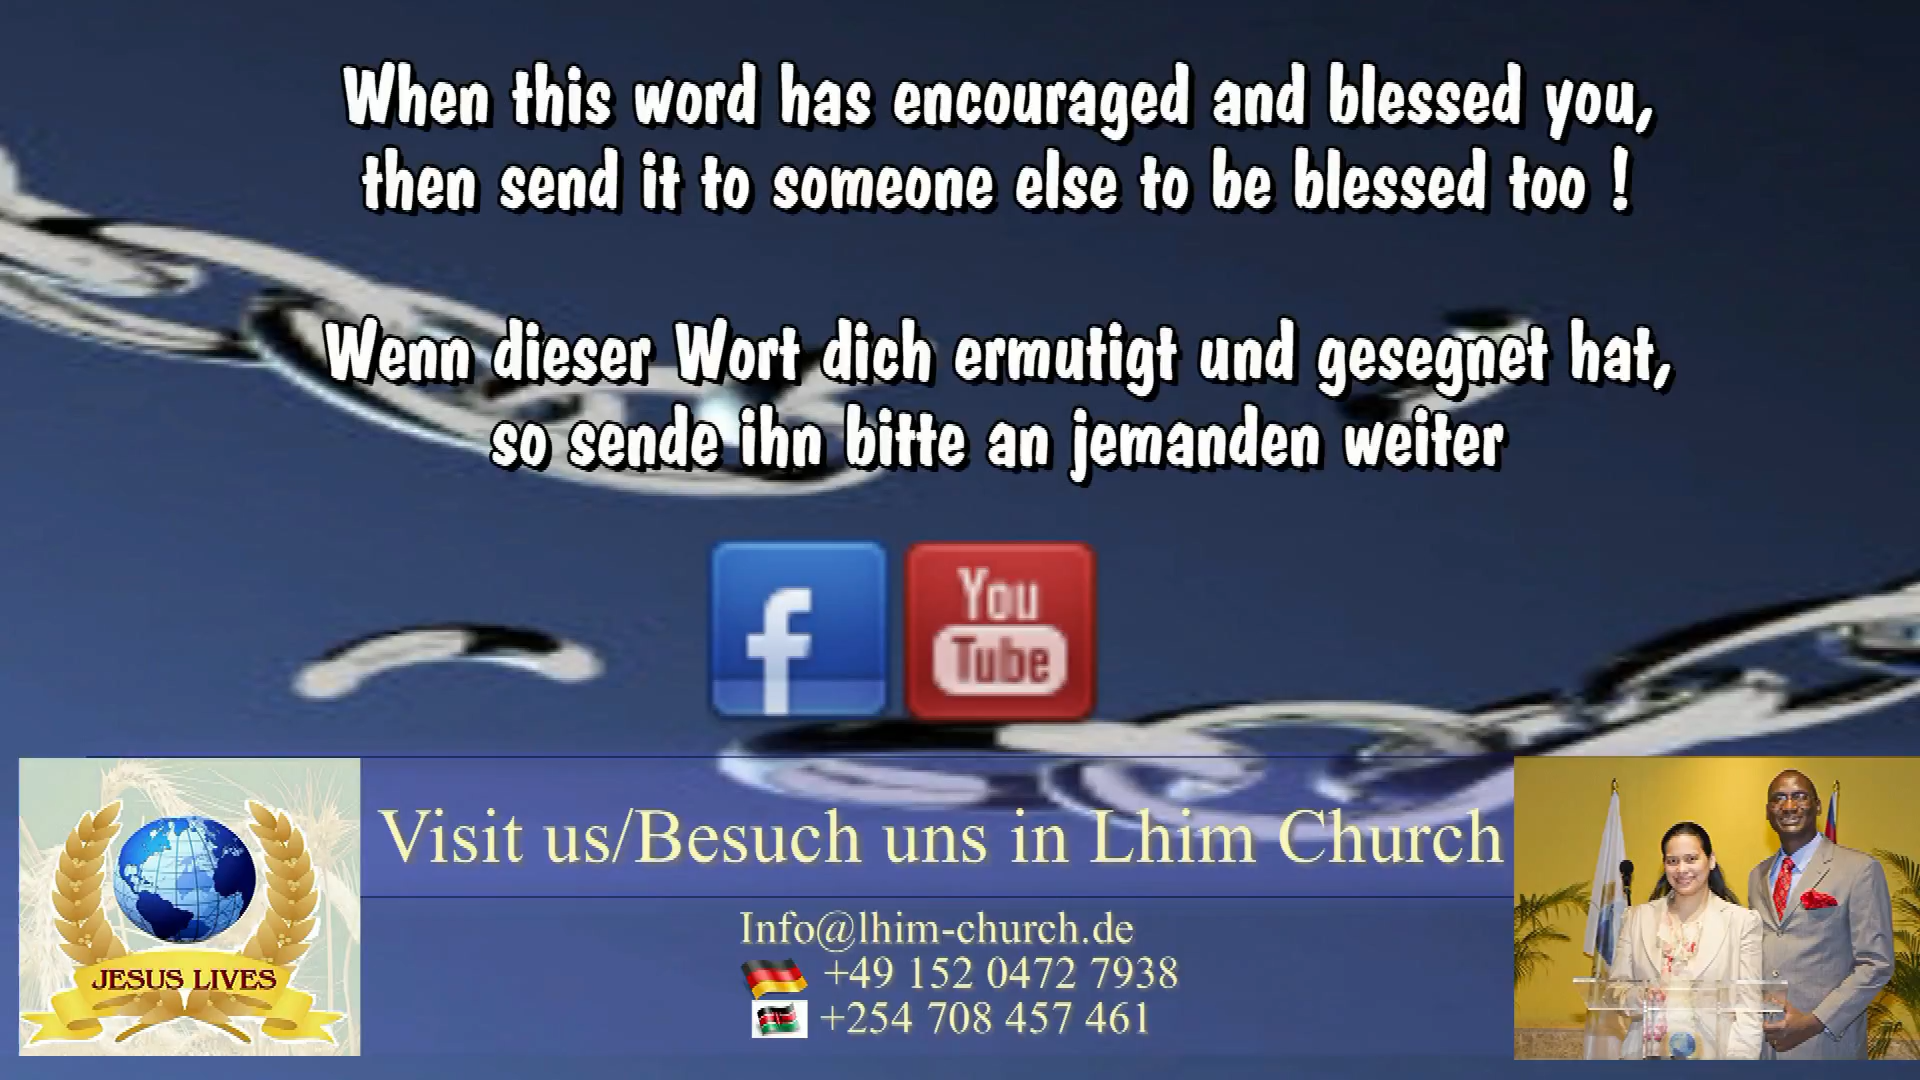 When this word has encouraged and blessed you,
then send it to someone else to be blessed too !
Wenn dieser Wort dich ermutigt und gesegnet hat,
so sende ihn bitte an jemanden weiter
f
You
Tube
Visit us/Besuch uns in Lhim Church
JESUS LIVES
Info@lhim-church.de
+49 152 0472 7938
+254 708 457 461